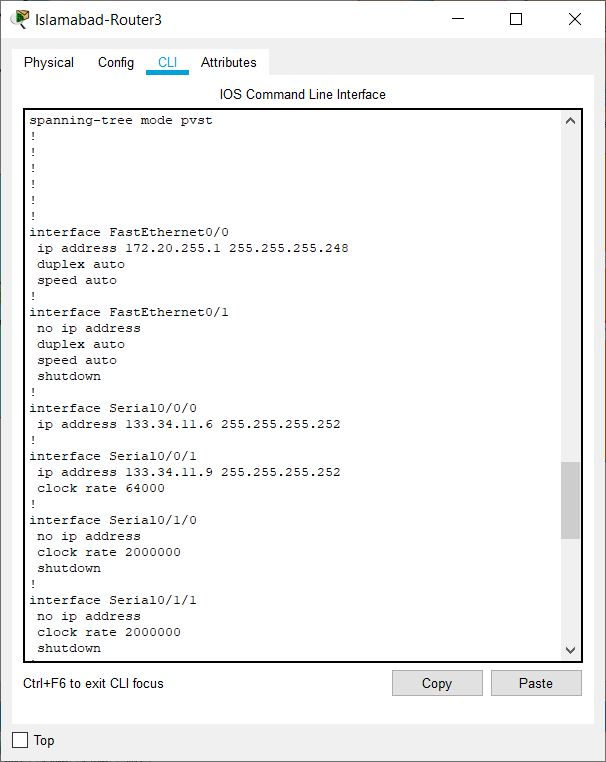 Islamabad-Router3
Physical Config CLI Attributes
IOS Command Line Interface
spanning-tree mode pvst
!
!
!
!
!
!
interface FastEthernet0/0
ip address 172.20.255.1 255.255.255.248
duplex auto
speed auto
!
interface FastEthernet0/1
no ip address
duplex auto
speed auto
shutdown
!
interface Serial0/0/0
ip address 133.34.11.6 255.255.255.252
!
interface Serial0/0/1
ip address 133.34.11.9 255.255.255.252
clock rate 64000
!
interface Serial0/1/0
no ip address
clock rate 2000000
shutdown
!
interface Serial0/1/1
no ip address
clock rate 2000000
shutdown
Ctrl+F6 to exit CLI focus
Copy Paste
Top